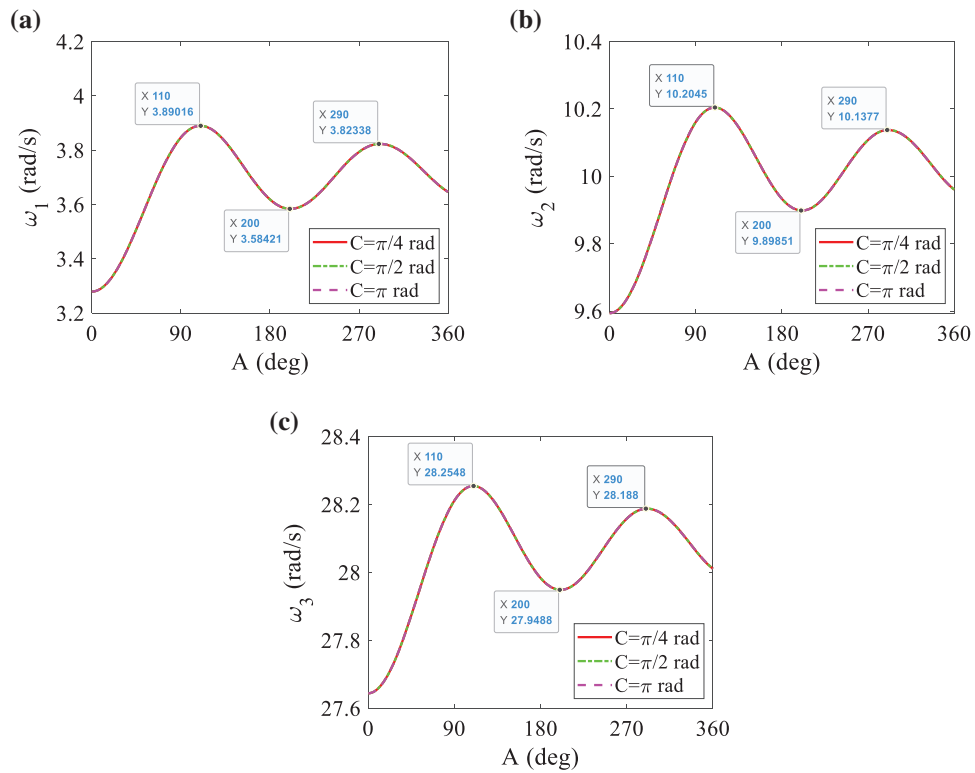 (a)
4.2
4
3.8
3.6
3.4
3.2
ω1 (rad/s)
X 110
Y 3.89016
X 290
Y 3.82338
X 200
Y 3.58421
C=π/4 rad
C=π/2 rad
C=π rad
0 90 180 270 360
A (deg)
(b)
10.4
10.2
10
9.8
9.6
ω2 (rad/s)
X 110
Y 10.2045
X 290
Y 10.1377
X 200
Y 9.89851
C=π/4 rad
C=π/2 rad
C=π rad
0 90 180 270 360
A (deg)
(c)
28.4
28.2
28
27.8
27.6
ω3 (rad/s)
X 110
Y 28.2548
X 290
Y 28.188
X 200
Y 27.9488
C=π/4 rad
C=π/2 rad
C=π rad
0 90 180 270 360
A (deg)